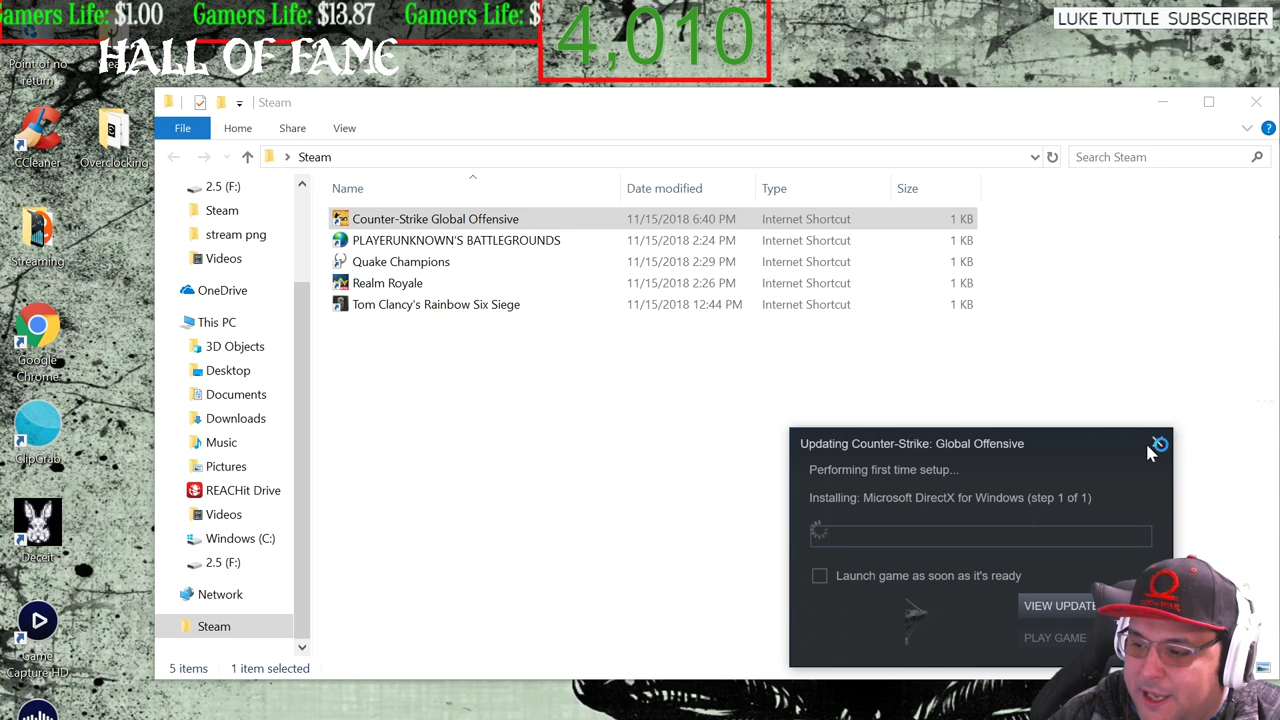 amers Life: $1.00 Gamers Life: $13.87 Gamers Life: $
4,010
LUKE TUTTLE SUBSCRIBER
HALL OF FAME
Point of no
return
CCleaner
Overclocking
Streaming
Google
Chrome
ClipGrab
Deceit
Game
Capture HD
Steam
File Home Share View
Steam
Search Steam
Name Date modified Type Size
Counter-Strike Global Offensive 11/15/2018 6:40 PM Internet Shortcut 1 KB
PLAYERUNKNOWN'S BATTLEGROUNDS 11/15/2018 2:24 PM Internet Shortcut 1 KB
Quake Champions 11/15/2018 2:29 PM Internet Shortcut 1 KB
Realm Royale 11/15/2018 2:26 PM Internet Shortcut 1 KB
Tom Clancy's Rainbow Six Siege 11/15/2018 12:44 PM Internet Shortcut 1 KB
2.5 (F:)
Steam
stream png
Videos
OneDrive
This PC
3D Objects
Desktop
Documents
Downloads
Music
Pictures
REACHit Drive
Videos
Windows (C:)
2.5 (F:)
Network
Steam
5 items 1 item selected
Updating Counter-Strike: Global Offensive
Performing first time setup...
Installing: Microsoft DirectX for Windows (step 1 of 1)
Launch game as soon as it's ready
VIEW UPDATE
PLAY GAME